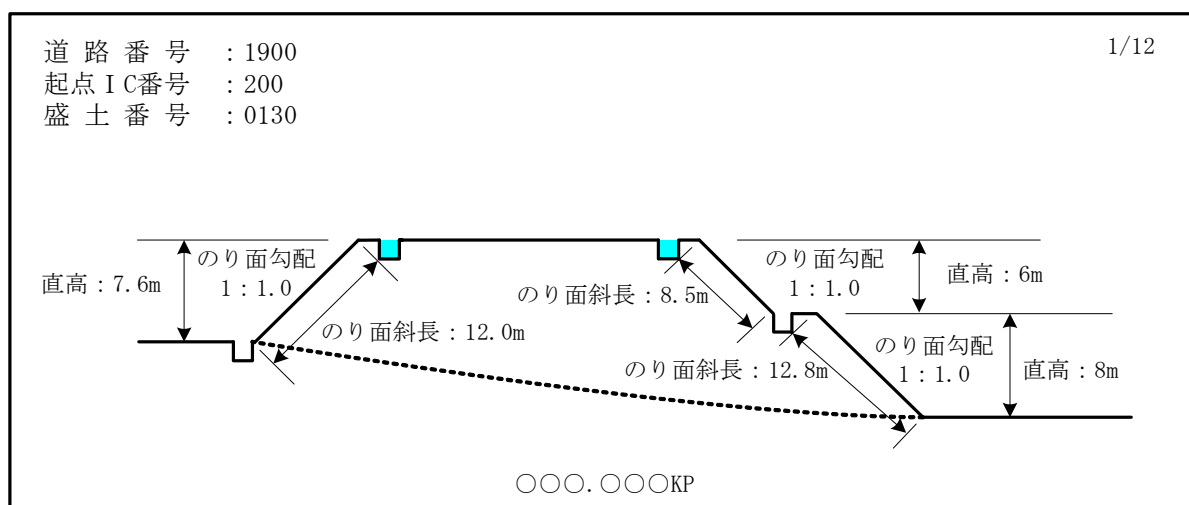 道路番号 : 1900
1/12
起点IC番号 : 200
盛土番号 : 0130
のり面勾配
1:1.0
直高:7.6m
のり面斜長:12.0m
のり面斜長:8.5m
のり面勾配
1:1.0
直高:6m
のり面斜長:12.8m
のり面勾配
1:1.0
直高:8m
○○○.○○○KP